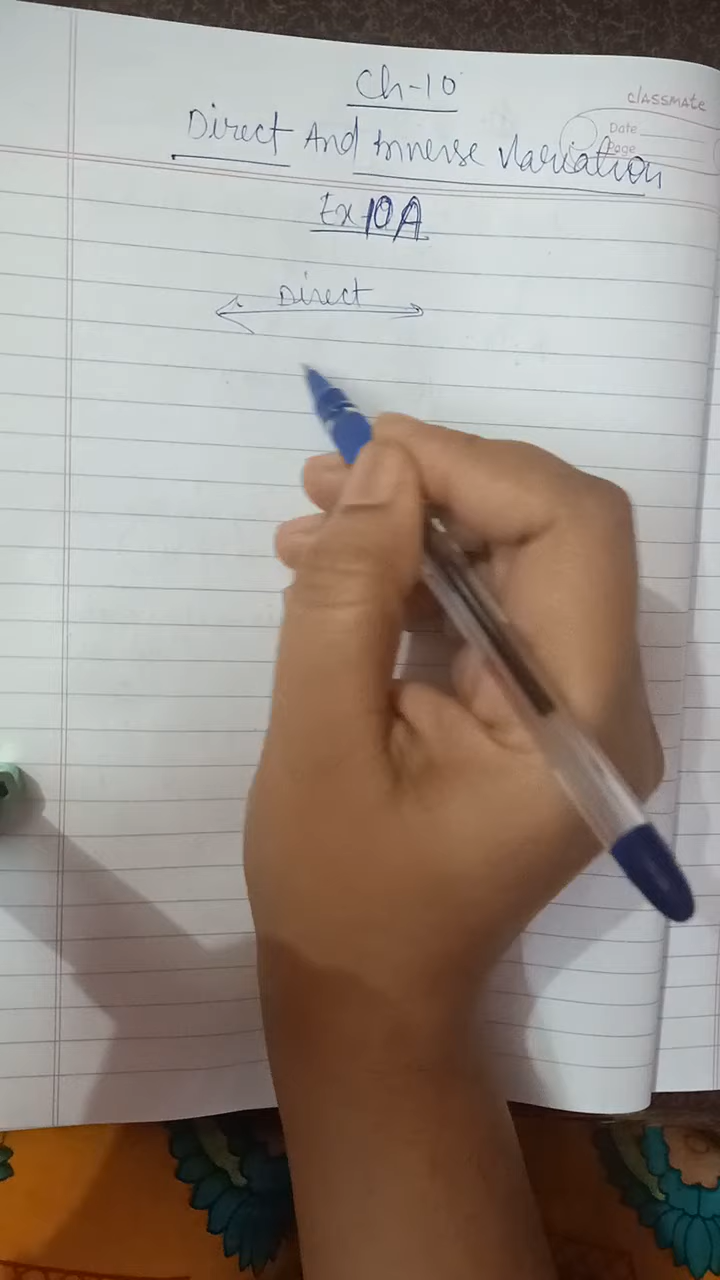 Ch-10
classmate
Date
Page
Direct And Inverse Variation
Ex 10A
Direct